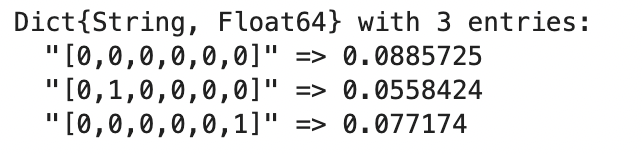 Dict{String, Float64} with 3 entries:
  "[0,0,0,0,0,0]" => 0.0885725
  "[0,1,0,0,0,0]" => 0.0558424
  "[0,0,0,0,0,1]" => 0.077174